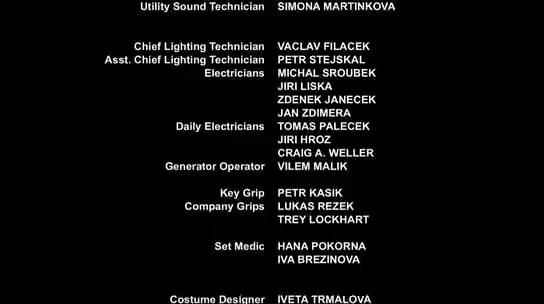 Utility Sound Technician SIMONA MARTINKOVA
Chief Lighting Technician VACLAV FILACEK
Asst. Chief Lighting Technician PETR STEJSKAL
Electricians MICHAL SROUBEK
JIRI LISKA
ZDENEK JANECEK
JAN ZDIMERA
Daily Electricians TOMAS PALECEK
JIRI HROZ
CRAIG A. WELLER
Generator Operator VILEM MALIK
Key Grip PETR KASIK
Company Grips LUKAS REZEK
TREY LOCKHART
Set Medic HANA POKORNA
IVA BREZINOVA
Costume Designer IVETA TRMALOVA